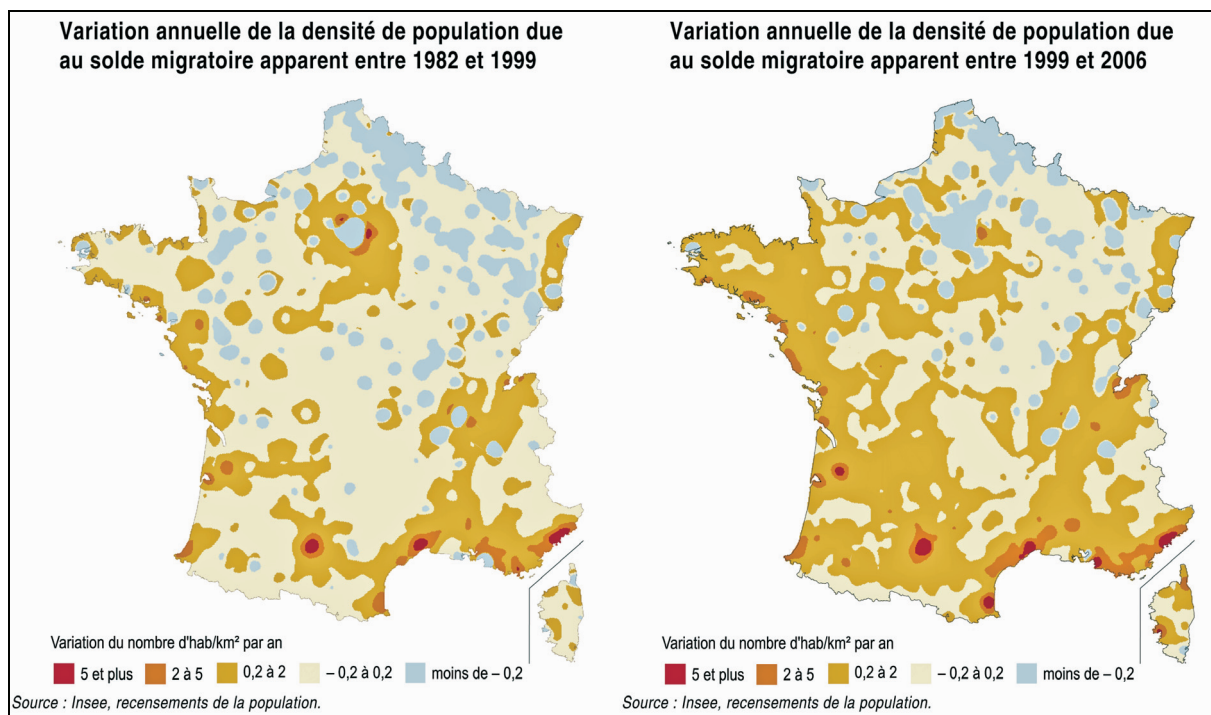 Variation annuelle de la densité de population due
au solde migratoire apparent entre 1982 et 1999
Variation du nombre d'hab/km² par an
5 et plus 2 à 5 0,2 à 2 – 0,2 à 0,2 moins de – 0,2
Source : Insee, recensements de la population.
Variation annuelle de la densité de population due
au solde migratoire apparent entre 1999 et 2006
Variation du nombre d'hab/km² par an
5 et plus 2 à 5 0,2 à 2 – 0,2 à 0,2 moins de – 0,2
Source : Insee, recensements de la population.